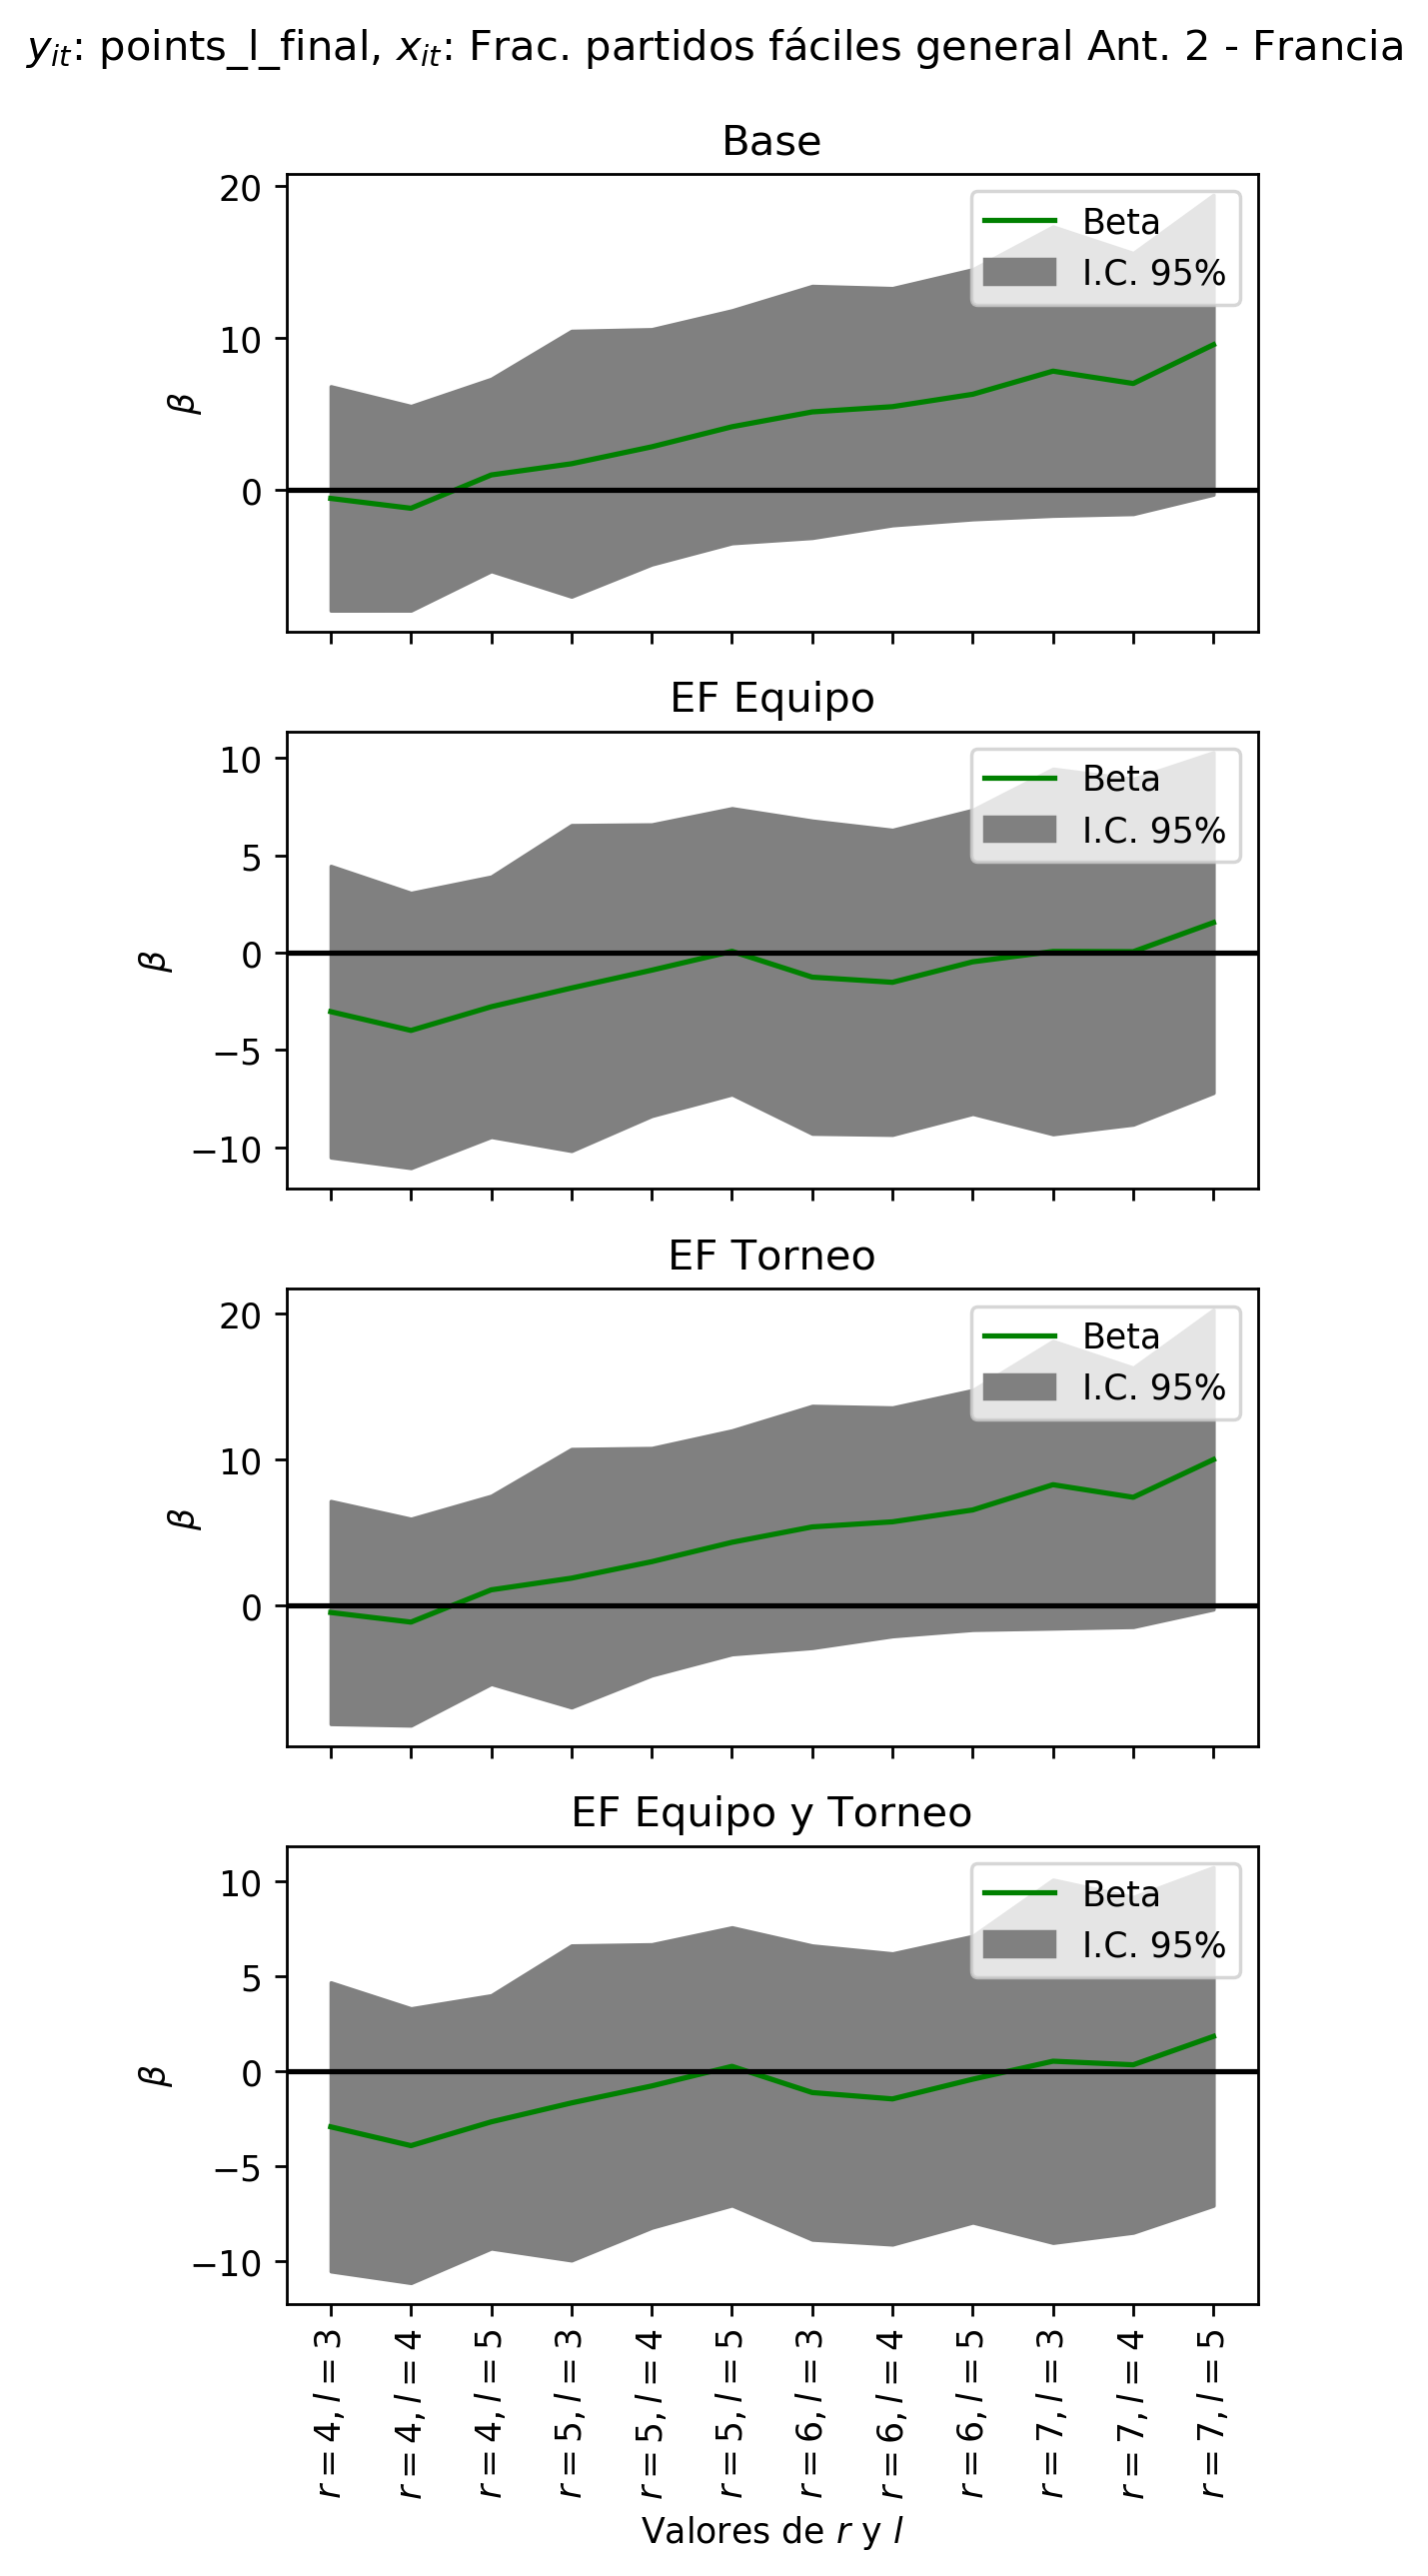 y_it: points_l_final, x_it: Frac. partidos fáciles general Ant. 2 - Francia
Base
20
10
0
β
Beta
I.C. 95%
EF Equipo
10
5
0
−5
−10
β
Beta
I.C. 95%
EF Torneo
20
10
0
β
Beta
I.C. 95%
EF Equipo y Torneo
10
5
0
−5
−10
β
Beta
I.C. 95%
r = 4, l = 3
r = 4, l = 4
r = 4, l = 5
r = 5, l = 3
r = 5, l = 4
r = 5, l = 5
r = 6, l = 3
r = 6, l = 4
r = 6, l = 5
r = 7, l = 3
r = 7, l = 4
r = 7, l = 5
Valores de r y l